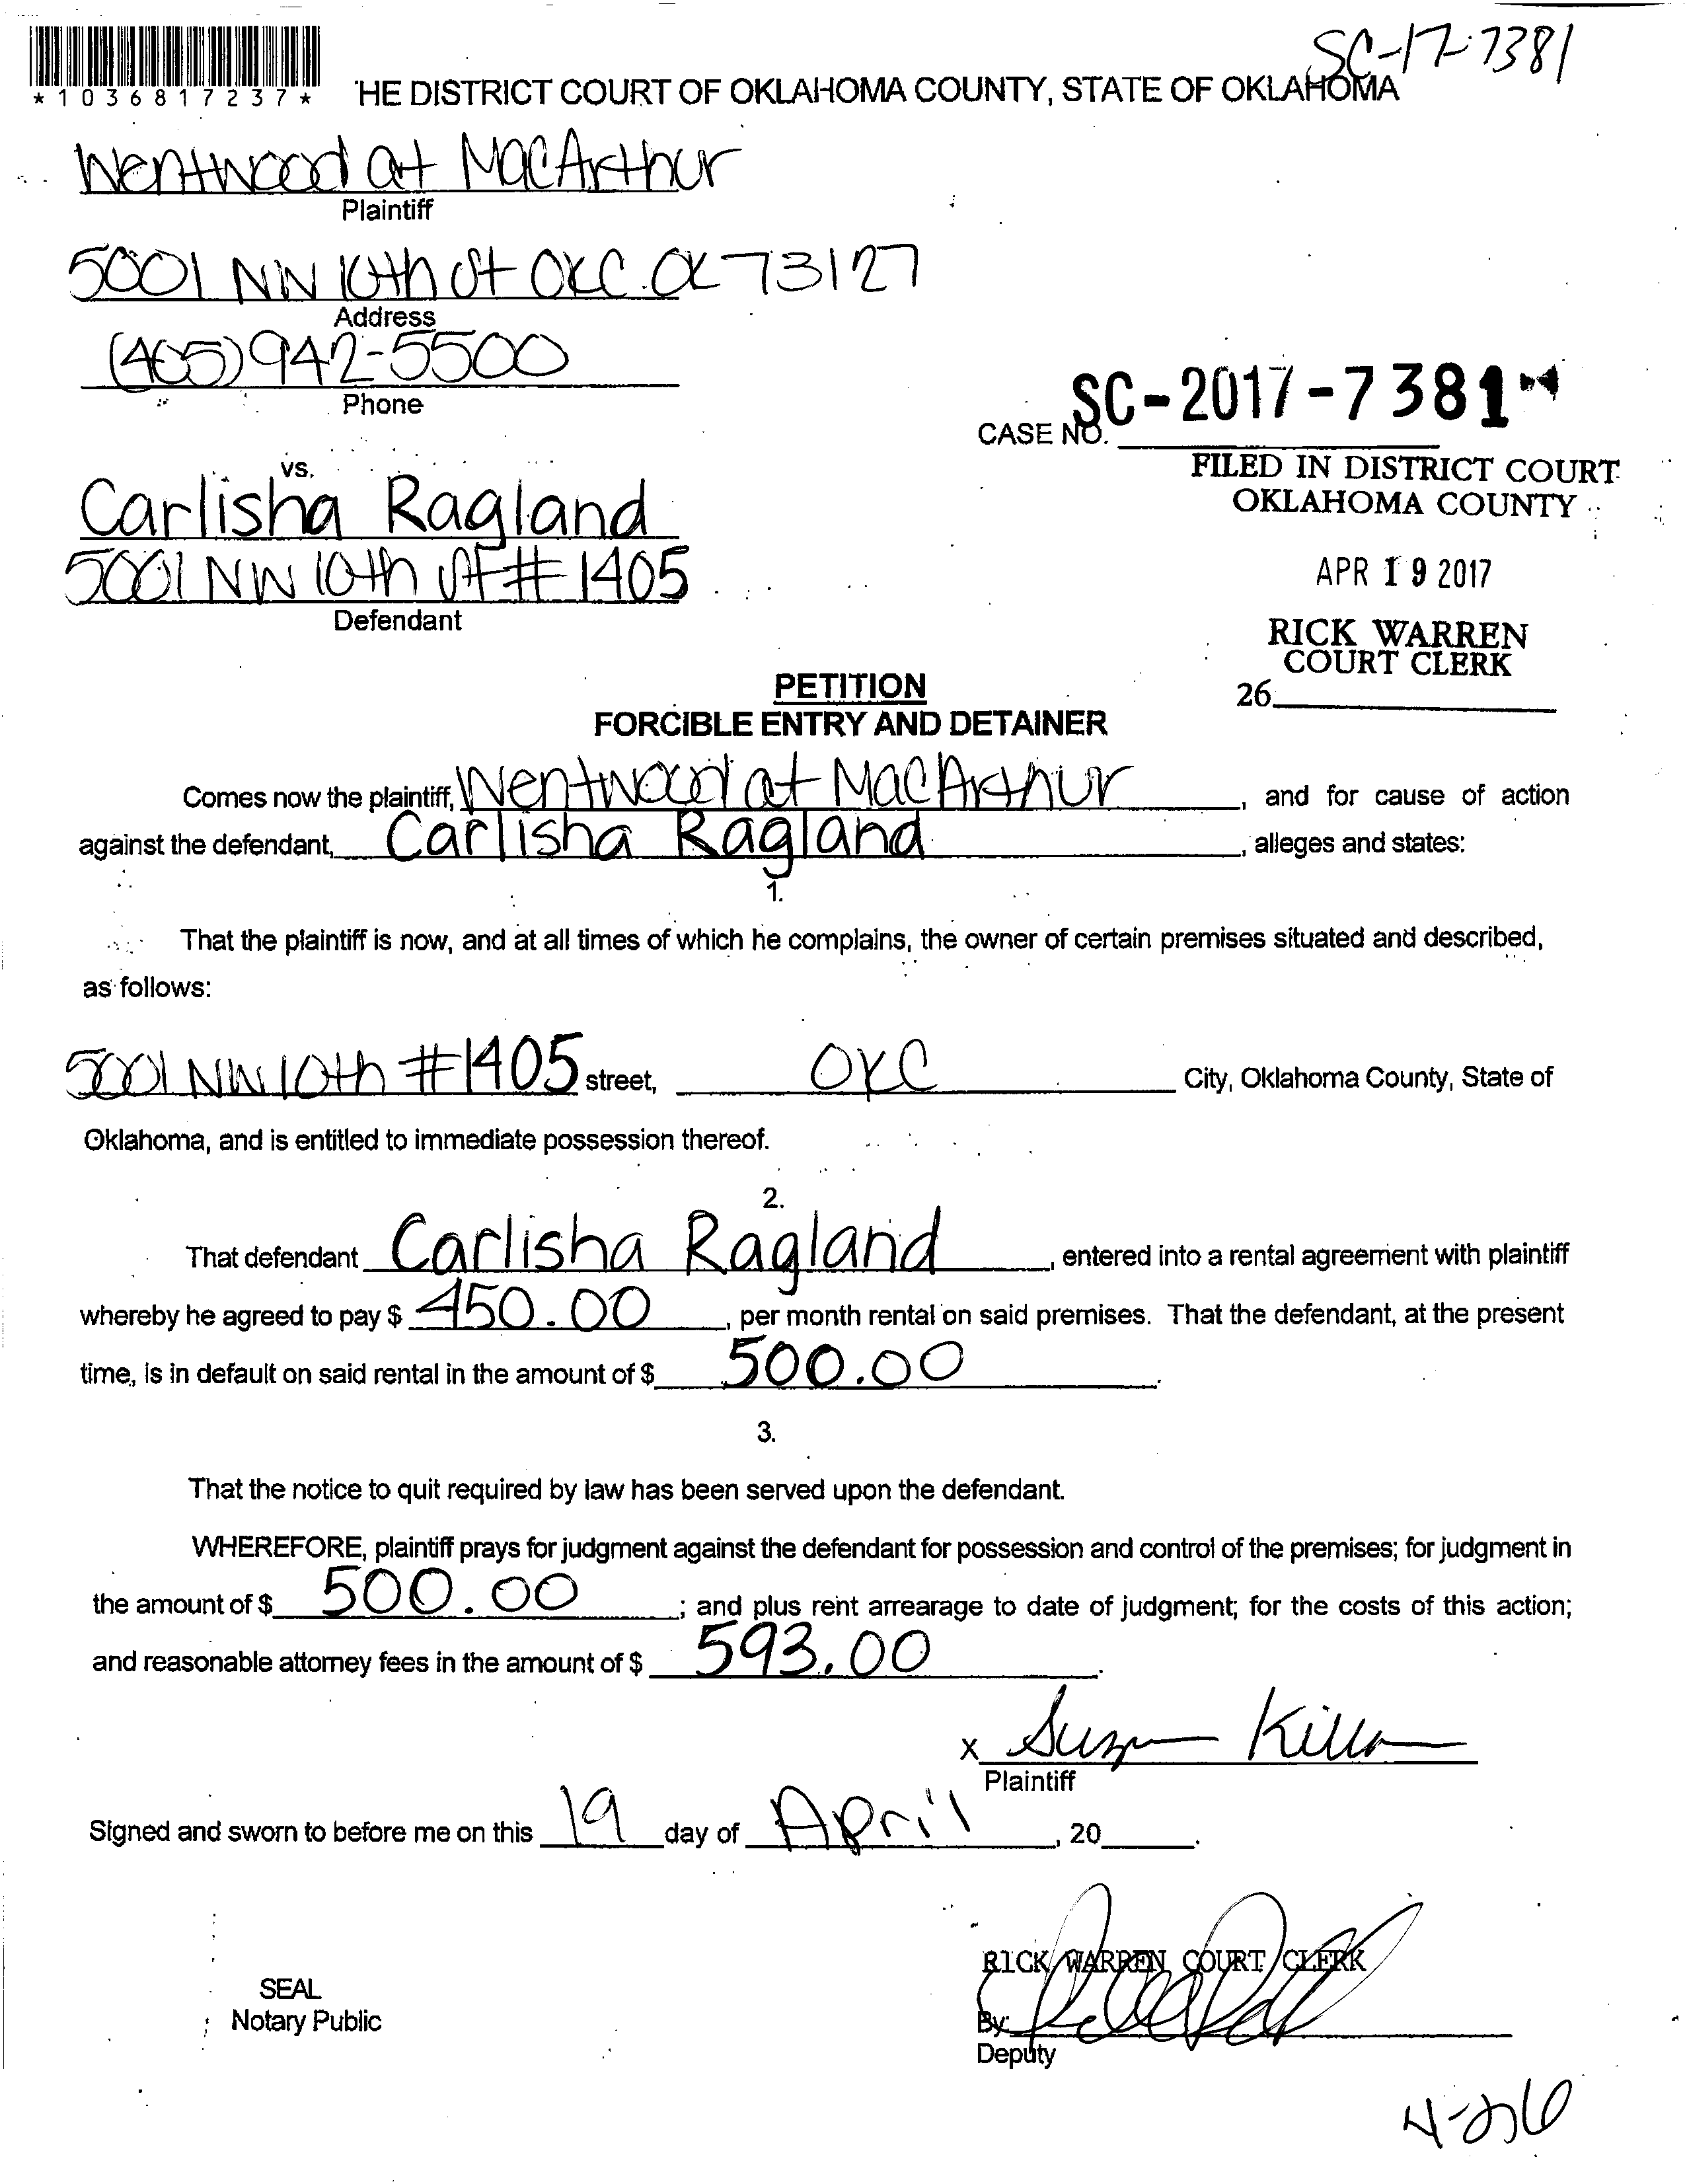 SC-17-7381
*1036817237*
'HE DISTRICT COURT OF OKLAHOMA COUNTY, STATE OF OKLAHOMA
Wentwood at MacArthur
Plaintiff
5001 NW 10th St OKC OK 73127
Address
(405) 942-5500
Phone
CASE NO. SC-2017-7381
FILED IN DISTRICT COURT
OKLAHOMA COUNTY
vs.
Carlisha Ragland
5001 NW 10th St #1405
Defendant
APR 19 2017
RICK WARREN
COURT CLERK
26
PETITION
FORCIBLE ENTRY AND DETAINER
Comes now the plaintiff, Wentwood at MacArthur, and for cause of action
against the defendant, Carlisha Ragland, alleges and states:
1.
That the plaintiff is now, and at all times of which he complains, the owner of certain premises situated and described,
as follows:
5001 NW 10th #1405 street, OKC City, Oklahoma County, State of
Oklahoma, and is entitled to immediate possession thereof.
2.
That defendant Carlisha Ragland, entered into a rental agreement with plaintiff
whereby he agreed to pay $ 450.00, per month rental on said premises. That the defendant, at the present
time, is in default on said rental in the amount of $ 500.00.
3.
That the notice to quit required by law has been served upon the defendant.
WHEREFORE, plaintiff prays for judgment against the defendant for possession and control of the premises; for judgment in
the amount of $ 500.00; and plus rent arrearage to date of judgment; for the costs of this action;
and reasonable attorney fees in the amount of $ 593.00.
X
Plaintiff
Signed and sworn to before me on this 19 day of April, 20.
RICK WARREN COURT CLERK
SEAL
Notary Public
By:
Deputy
4-26